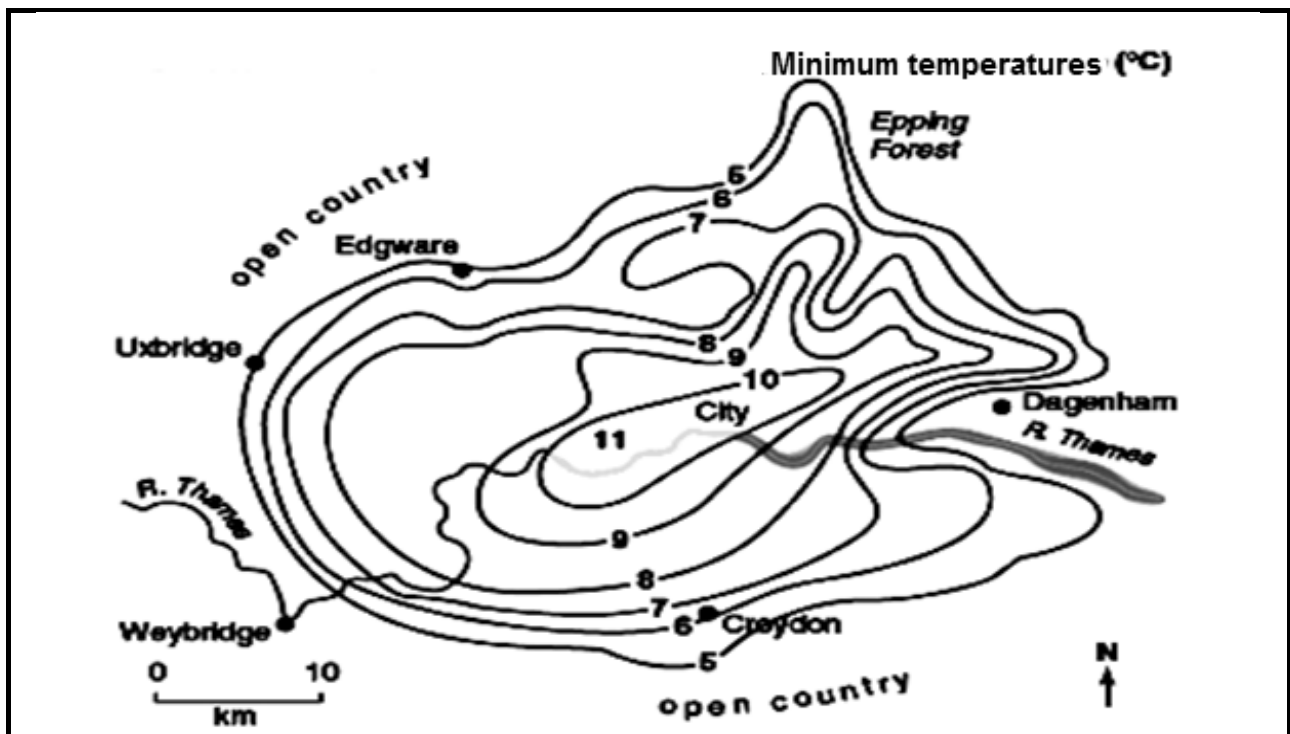 Minimum temperatures (°C)
Epping
Forest
open country
5
6
7
Edgware
Uxbridge
8
9
10
City
Dagenham
R. Thames
11
R. Thames
9
8
7
6
Croydon
Weybridge
5
0 10
km
open country
N